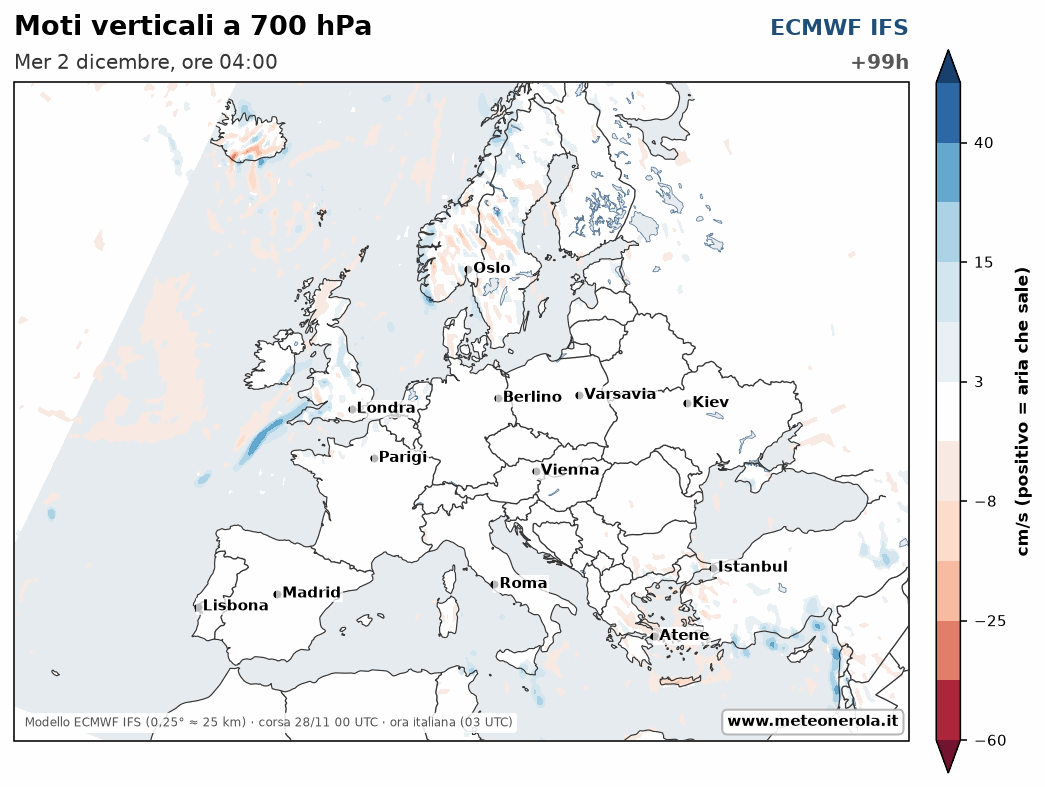 Moti verticali a 700 hPa
ECMWF IFS
Mer 2 dicembre, ore 04:00
+99h
40
15
3
−8
−25
−60
cm/s (positivo = aria che sale)
Oslo
Londra
Berlino
Varsavia
Kiev
Parigi
Vienna
Istanbul
Roma
Madrid
Lisbona
Atene
Modello ECMWF IFS (0,25° ≈ 25 km) · corsa 28/11 00 UTC · ora italiana (03 UTC)
www.meteonerola.it